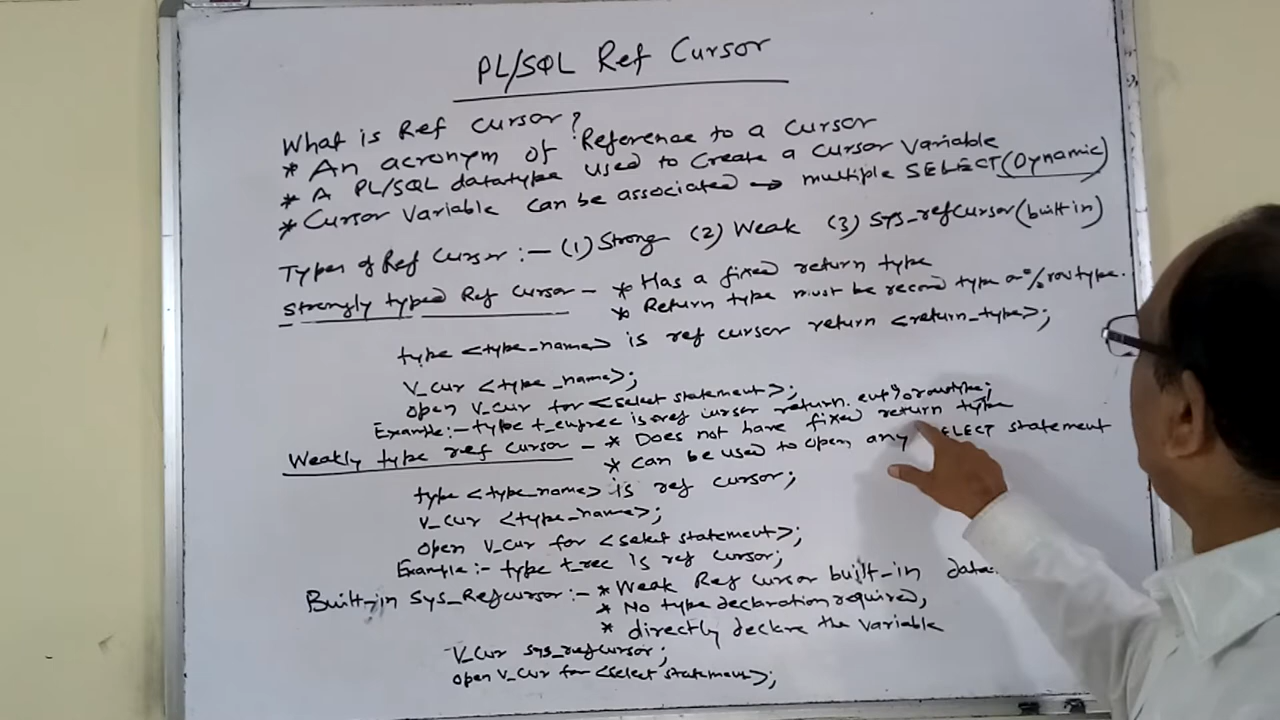 PL/SQL Ref Cursor
What is Ref cursor?
* An acronym of Reference to a cursor
* A PL/SQL datatype used to create a cursor variable
* Cursor variable can be associated → multiple SELECT (Dynamic)
Types of Ref Cursor :- (1) Strong (2) Weak (3) Sys_refcursor (built in)
Strongly typed Ref cursor - * Has a fixed return type
* Return type must be record type or %rowtype.
type <type_name> is ref cursor return <return_type>;
V_cur <type_name>;
open V_cur for <select statement>;
Example:- type t_emprec is ref cursor return emp%rowtype;
Weakly type ref cursor - * Does not have fixed return type
* can be used to open any SELECT statement
type <type_name> is ref cursor;
V_cur <type_name>;
open V_cur for <select statement>;
Example:- type t_rec is ref cursor;
Built-in Sys_Refcursor :- * Weak Ref cursor built-in data
* No type declaration required,
* directly declare the variable
V_cur sys_refcursor;
open V_cur for <select statement>;